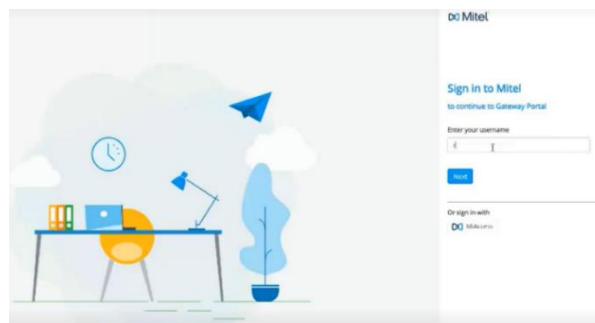 Mitel
Sign in to Mitel
to continue to Gateway Portal
Enter your username
Next
Or sign in with